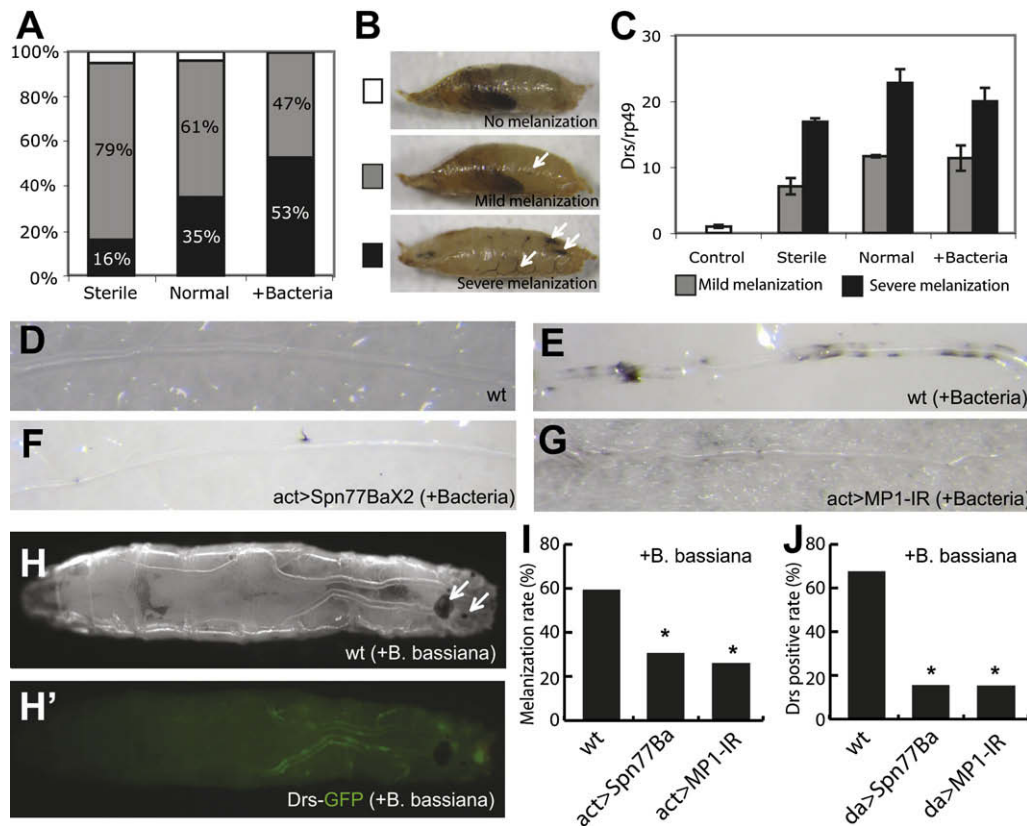 A
100%
80%
60%
40%
20%
0%
79%
16%
61%
35%
47%
53%
Sterile Normal +Bacteria
B
No melanization
Mild melanization
Severe melanization
C
Drs/rp49
30
20
10
0
Control Sterile Normal +Bacteria
Mild melanization Severe melanization
D
wt
E
wt (+Bacteria)
F
act>Spn77BaX2 (+Bacteria)
G
act>MP1-IR (+Bacteria)
H
wt (+B. bassiana)
H'
Drs-GFP (+B. bassiana)
I
+B. bassiana
Melanization rate (%)
80
60
40
20
0
* *
wt
act>Spn77Ba
act>MP1-IR
J
+B. bassiana
Drs positive rate (%)
80
60
40
20
0
* *
wt
da>Spn77Ba
da>MP1-IR